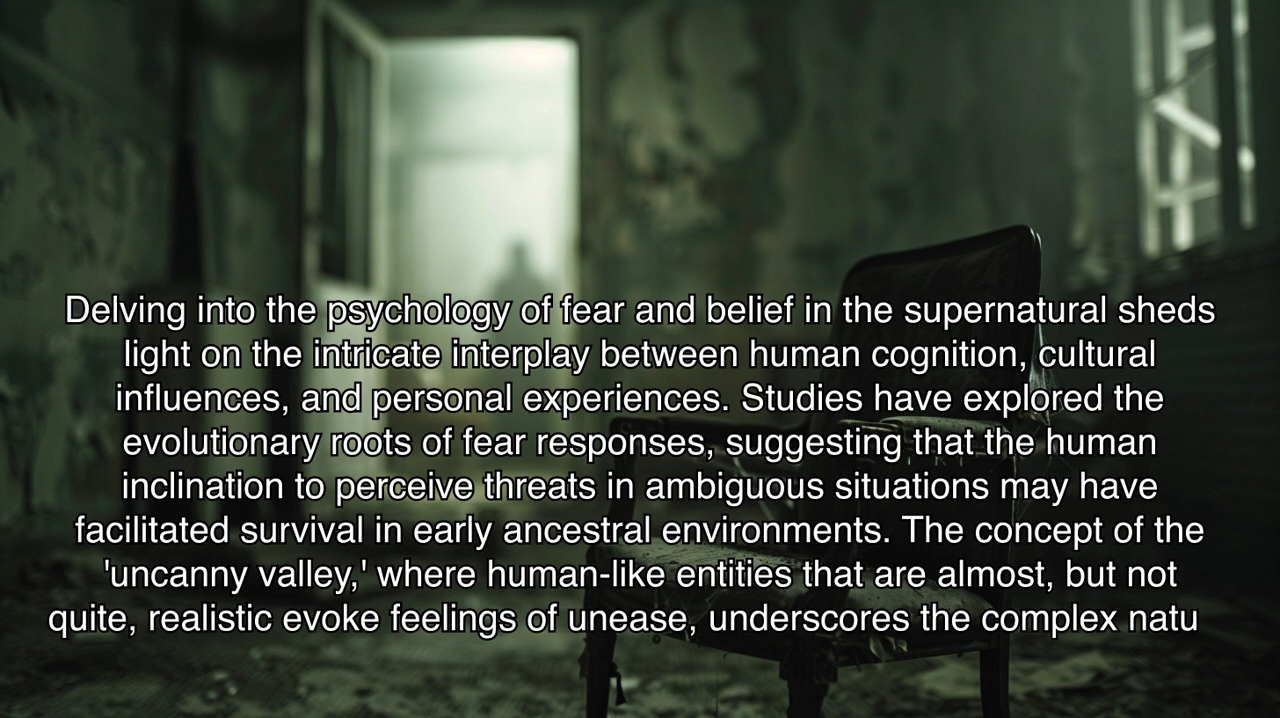 Delving into the psychology of fear and belief in the supernatural sheds
light on the intricate interplay between human cognition, cultural
influences, and personal experiences. Studies have explored the
evolutionary roots of fear responses, suggesting that the human
inclination to perceive threats in ambiguous situations may have
facilitated survival in early ancestral environments. The concept of the
'uncanny valley,' where human-like entities that are almost, but not
quite, realistic evoke feelings of unease, underscores the complex natu